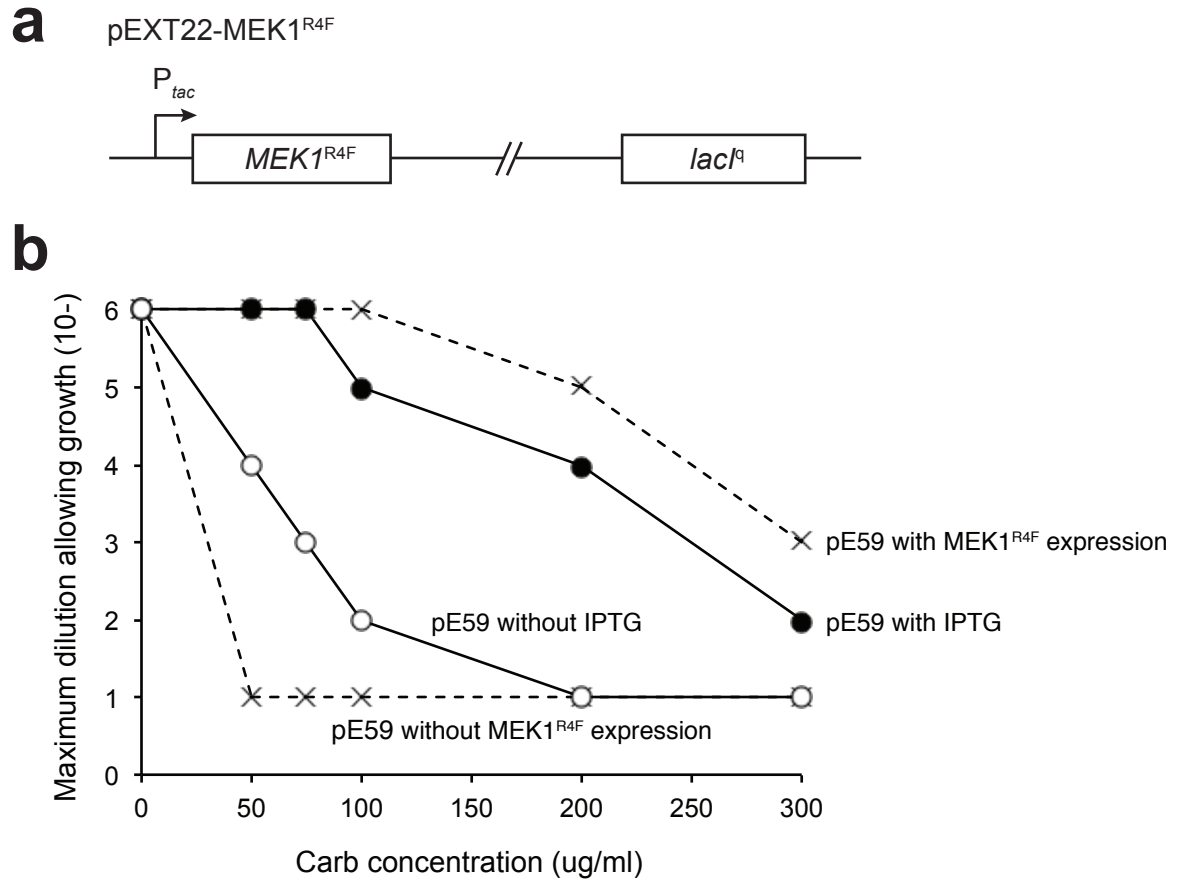 a
pEXT22-MEK1R4F
Ptac
MEK1R4F
lacIq
b
Maximum dilution allowing growth (10-)
6
5
4
3
2
1
0
pE59 with MEK1R4F expression
pE59 without IPTG
pE59 with IPTG
pE59 without MEK1R4F expression
0 50 100 150 200 250 300
Carb concentration (ug/ml)